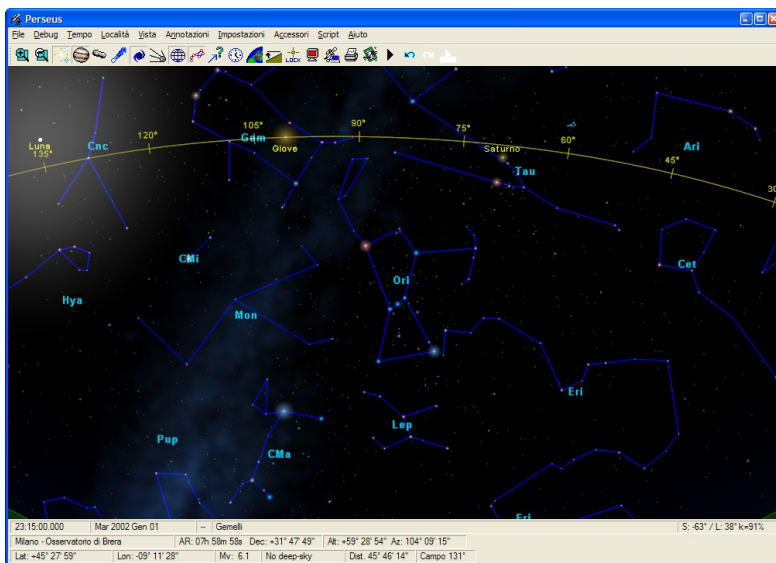 Perseus
File Debug Tempo Località Vista Annotazioni Impostazioni Accessori Script Aiuto
LOCK
105° 90° 75° 60° 120° 135° 45° 30
Luna Cnc Gdm Giove Saturno Tau Ari
CMi Ori Cet
Hya Mon
Eri
Pup CMa Lep
Eri
23:15:00.000 Mar 2002 Gen 01 -- Gemelli S: -63° / L: 38° k=91%
Milano - Osservatorio di Brera AR: 07h 58m 58s Dec: +31° 47' 49'' Alt: +59° 28' 54'' Az: 104° 09' 15''
Lat: +45° 27' 59'' Lon: -09° 11' 28'' Mv: 6.1 No deep-sky Dist. 45° 46' 14'' Campo 131°